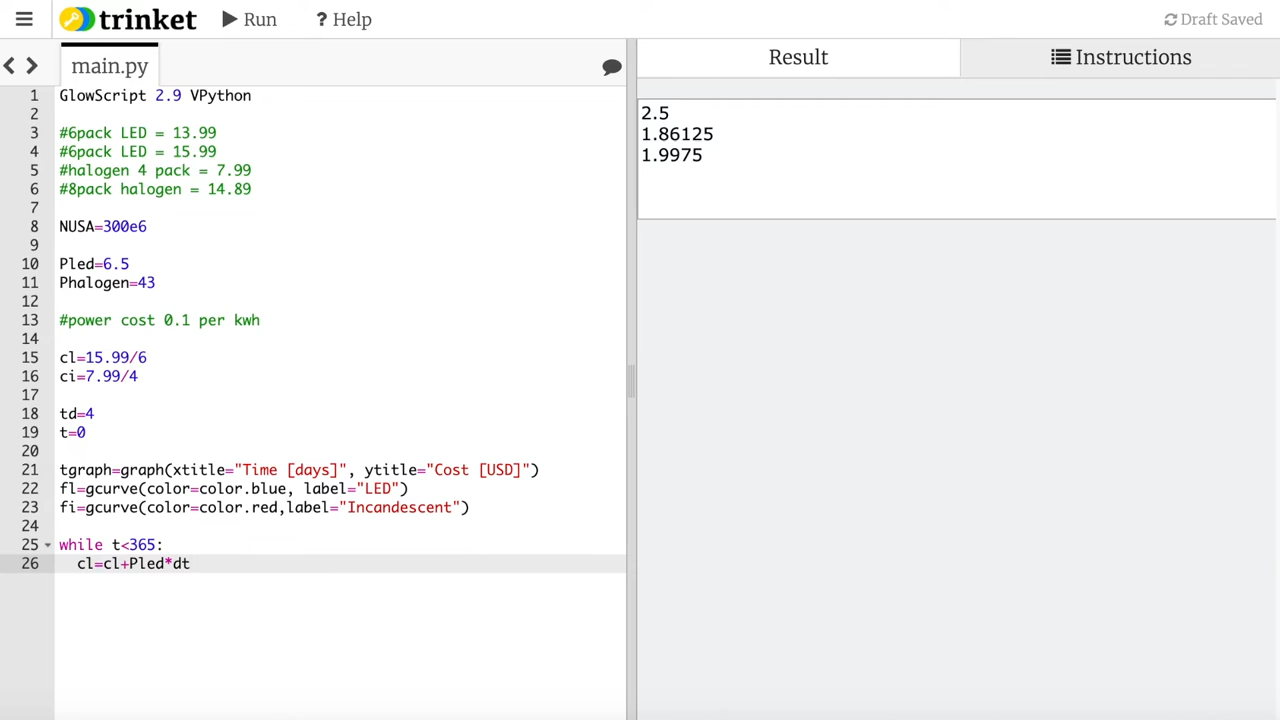 trinket
Run
? Help
Draft Saved
main.py
Result
Instructions
1 GlowScript 2.9 VPython
2
3 #6pack LED = 13.99
4 #6pack LED = 15.99
5 #halogen 4 pack = 7.99
6 #8pack halogen = 14.89
7
8 NUSA=300e6
9
10 Pled=6.5
11 Phalogen=43
12
13 #power cost 0.1 per kwh
14
15 cl=15.99/6
16 ci=7.99/4
17
18 td=4
19 t=0
20
21 tgraph=graph(xtitle="Time [days]", ytitle="Cost [USD]")
22 fl=gcurve(color=color.blue, label="LED")
23 fi=gcurve(color=color.red,label="Incandescent")
24
25 while t<365:
26 cl=cl+Pled*dt
2.5
1.86125
1.9975